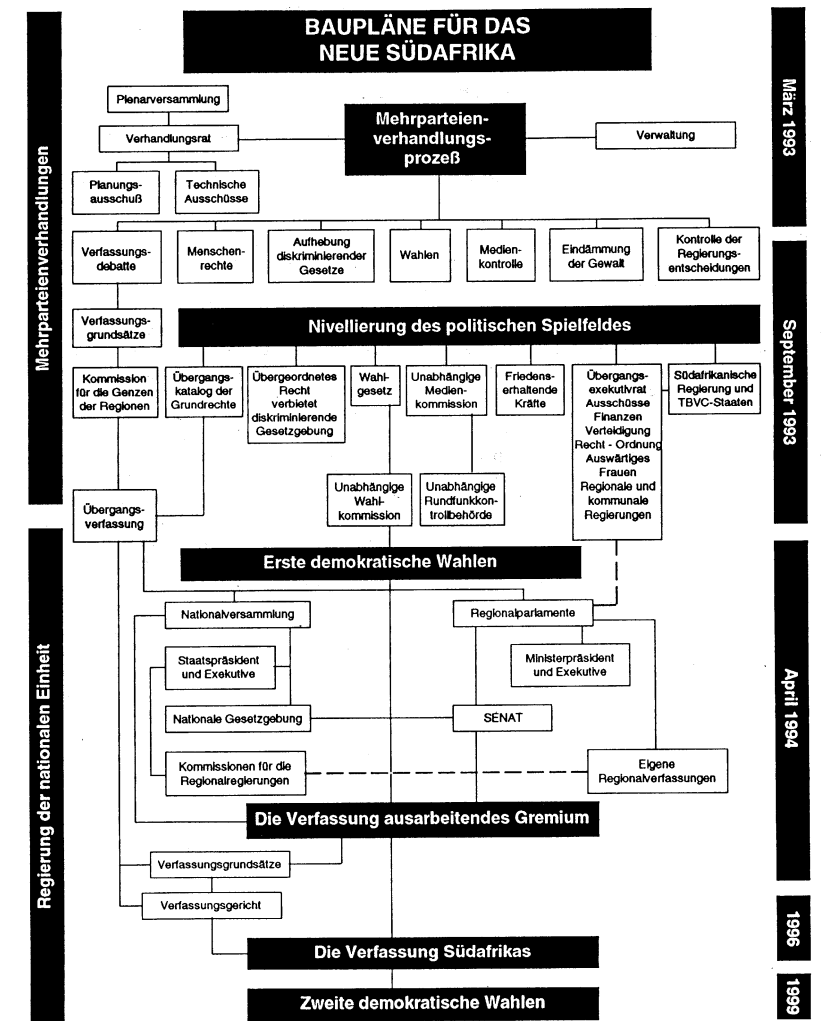 BAUPLÄNE FÜR DAS
NEUE SÜDAFRIKA
Mehrparteienverhandlungen
März 1993
Plenarversammlung
Verhandlungsrat
Mehrparteien-
verhandlungs-
prozeß
Verwaltung
Planungs-
ausschuß
Technische
Ausschüsse
Verfassungs-
debatte
Menschen-
rechte
Aufhebung
diskriminierender
Gesetze
Wahlen
Medien-
kontrolle
Eindämmung
der Gewalt
Kontrolle der
Regierungs-
entscheidungen
September 1993
Verfassungs-
grundsätze
Nivellierung des politischen Spielfeldes
Kommission
für die Genzen
der Regionen
Übergangs-
katalog der
Grundrechte
Übergeordnetes
Recht
verbietet
diskriminierende
Gesetzgebung
Wahl-
gesetz
Unabhängige
Medien-
kommission
Friedens-
erhaltende
Kräfte
Übergangs-
exekutivrat
Ausschüsse
Finanzen
Verteidigung
Recht - Ordnung
Auswärtiges
Frauen
Regionale und
kommunale
Regierungen
Südafrikanische
Regierung und
TBVC-Staaten
Übergangs-
verfassung
Unabhängige
Wahl-
kommission
Unabhängige
Rundfunkkon-
trollbehörde
Regierung der nationalen Einheit
Erste demokratische Wahlen
April 1994
Nationalversammlung
Regionalparlamente
Staatspräsident
und Exekutive
Ministerpräsident
und Exekutive
Nationale Gesetzgebung
SENAT
Kommissionen für die
Regionalregierungen
Eigene
Regionalverfassungen
Die Verfassung ausarbeitendes Gremium
Verfassungsgrundsätze
Verfassungsgericht
1996
Die Verfassung Südafrikas
1999
Zweite demokratische Wahlen